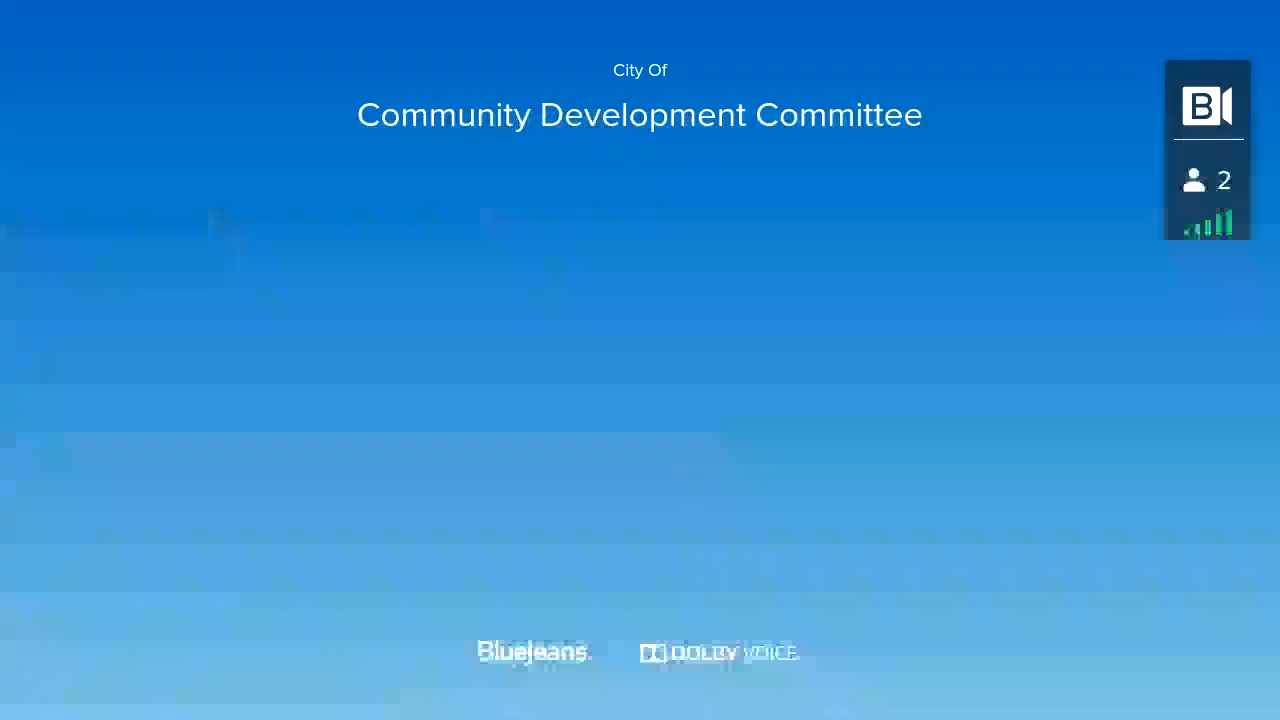 City Of
Community Development Committee
B
2
BlueJeans
DOLBY VOICE